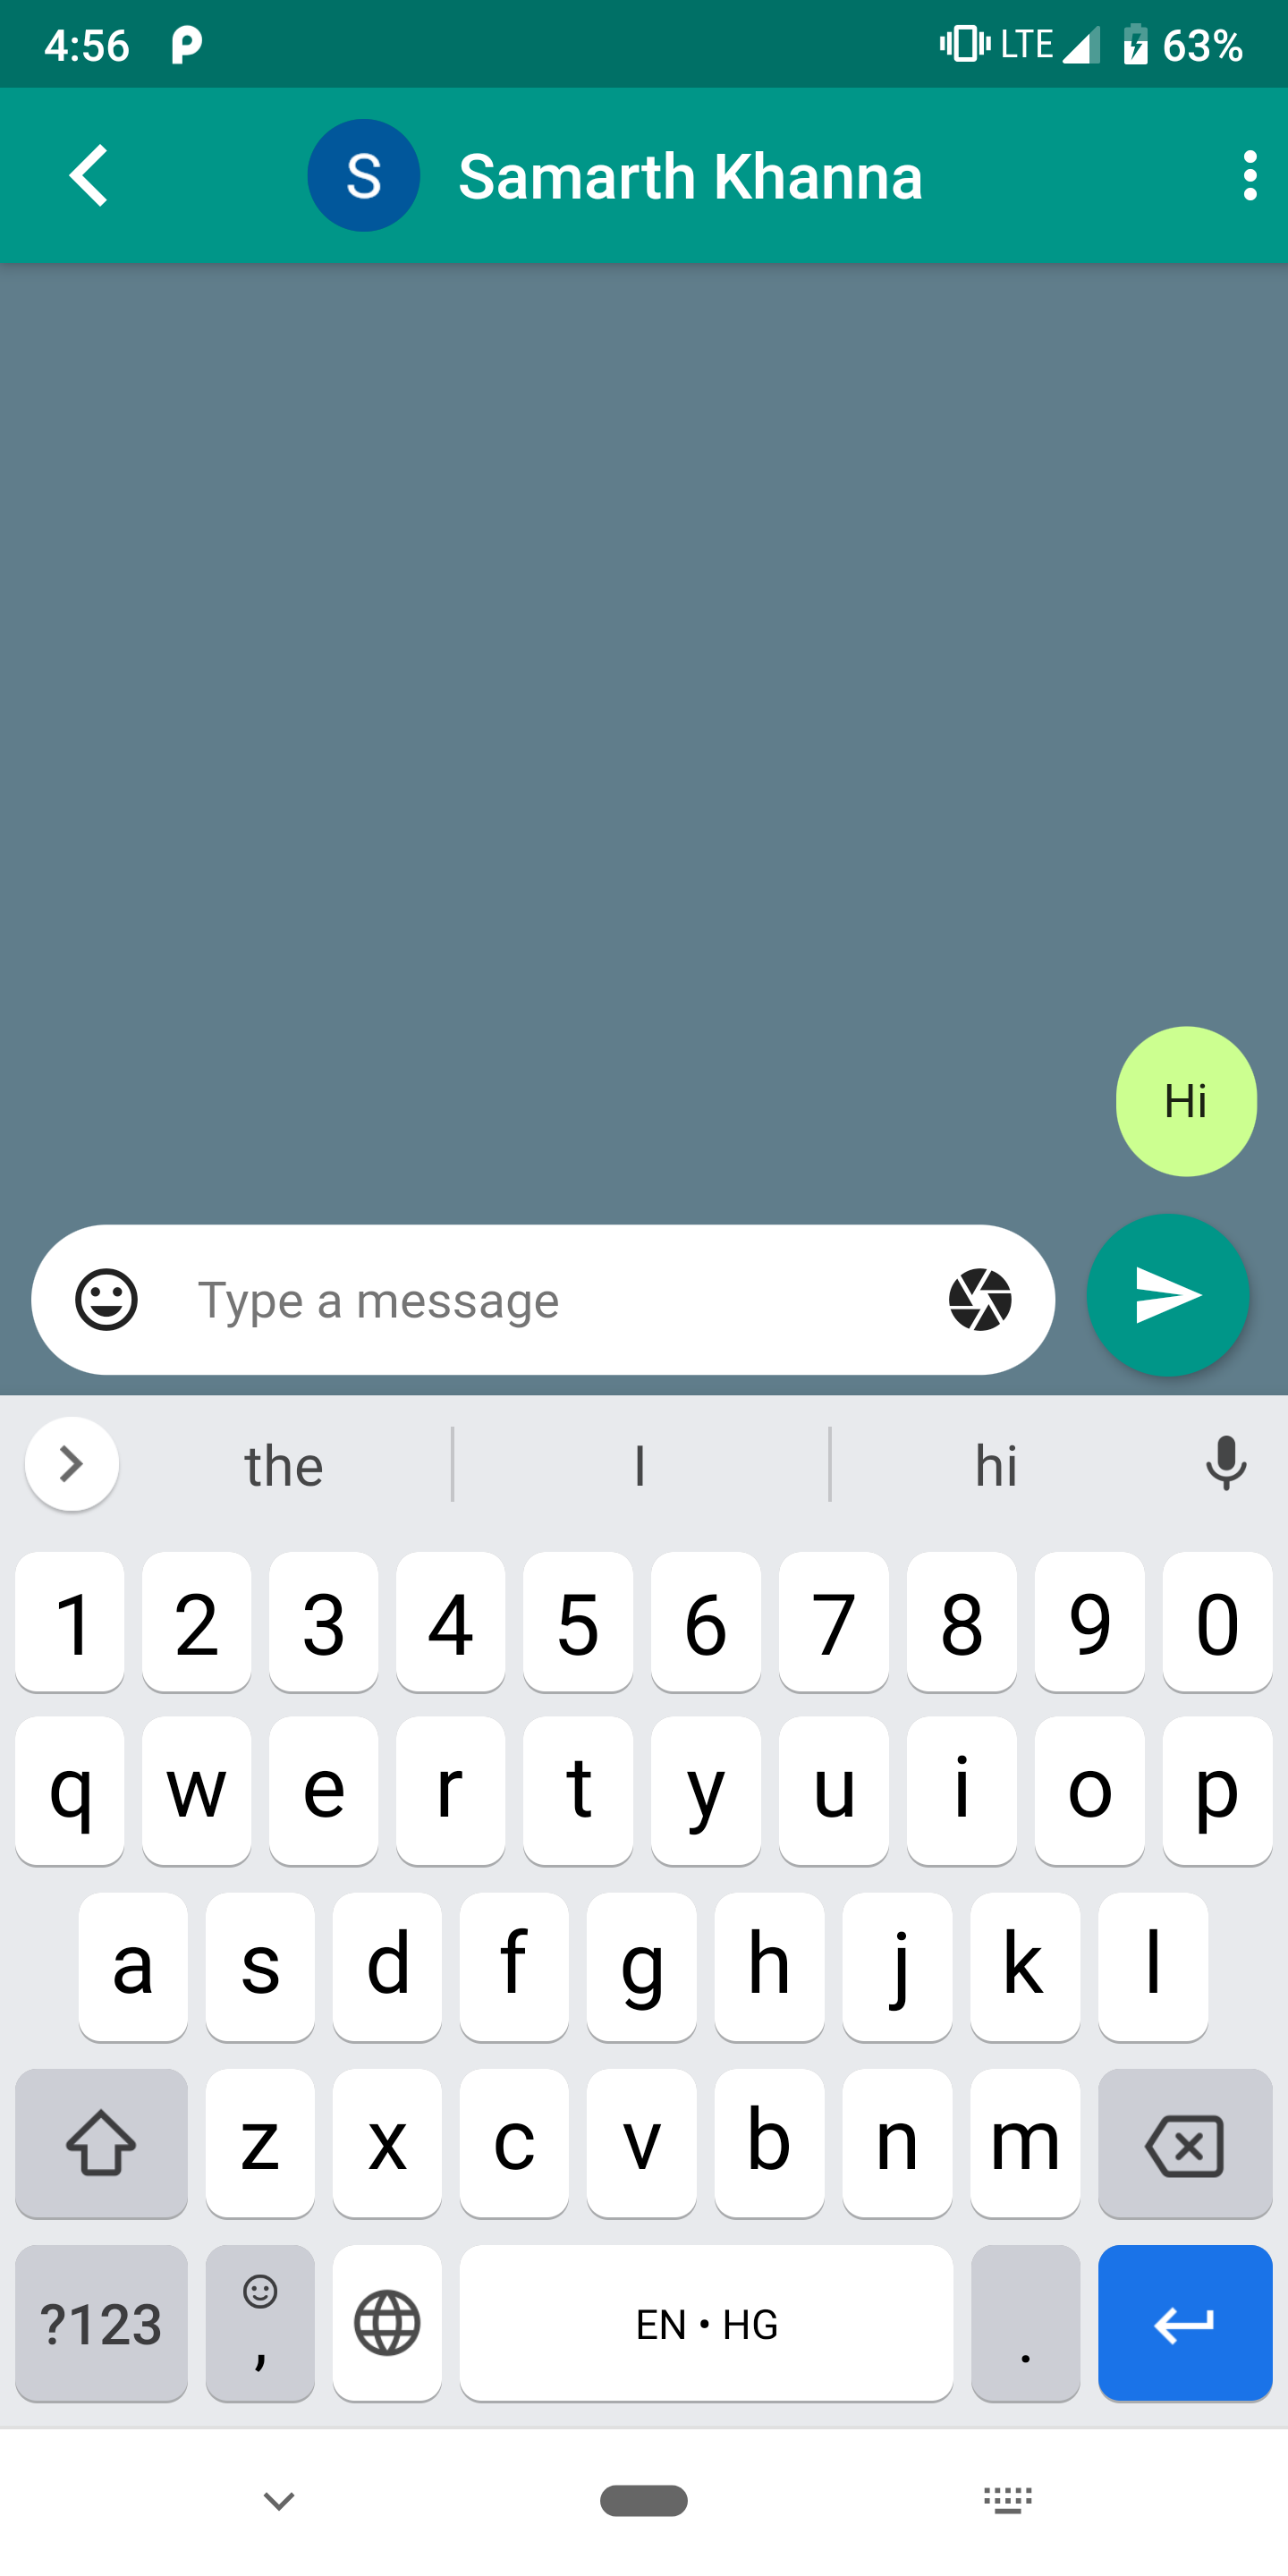 4:56 LTE 63%
S Samarth Khanna
Hi
Type a message
the I hi
1 2 3 4 5 6 7 8 9 0
q w e r t y u i o p
a s d f g h j k l
z x c v b n m
?123 , EN • HG .